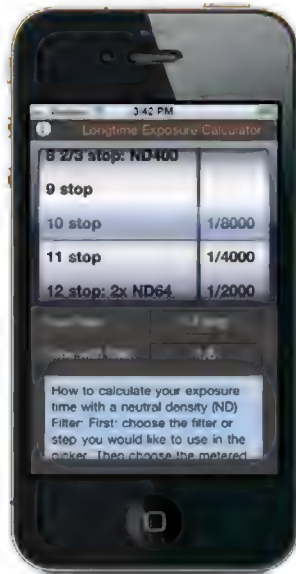 3:42 PM
Longtime Exposure Calculator
8 2/3 stop: ND400
9 stop
10 stop 1/8000
11 stop 1/4000
12 stop: 2x ND64 1/2000
How to calculate your exposure
time with a neutral density (ND)
Filter: First: choose the filter or
step you would like to use in the
picker. Then choose the metered